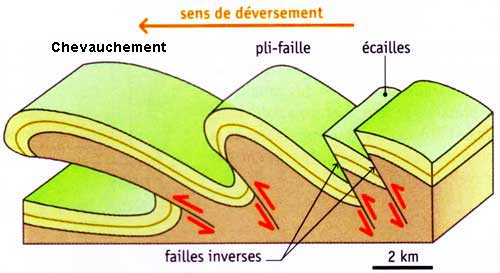 sens de déversement
Chevauchement
pli-faille
écailles
failles inverses
2 km